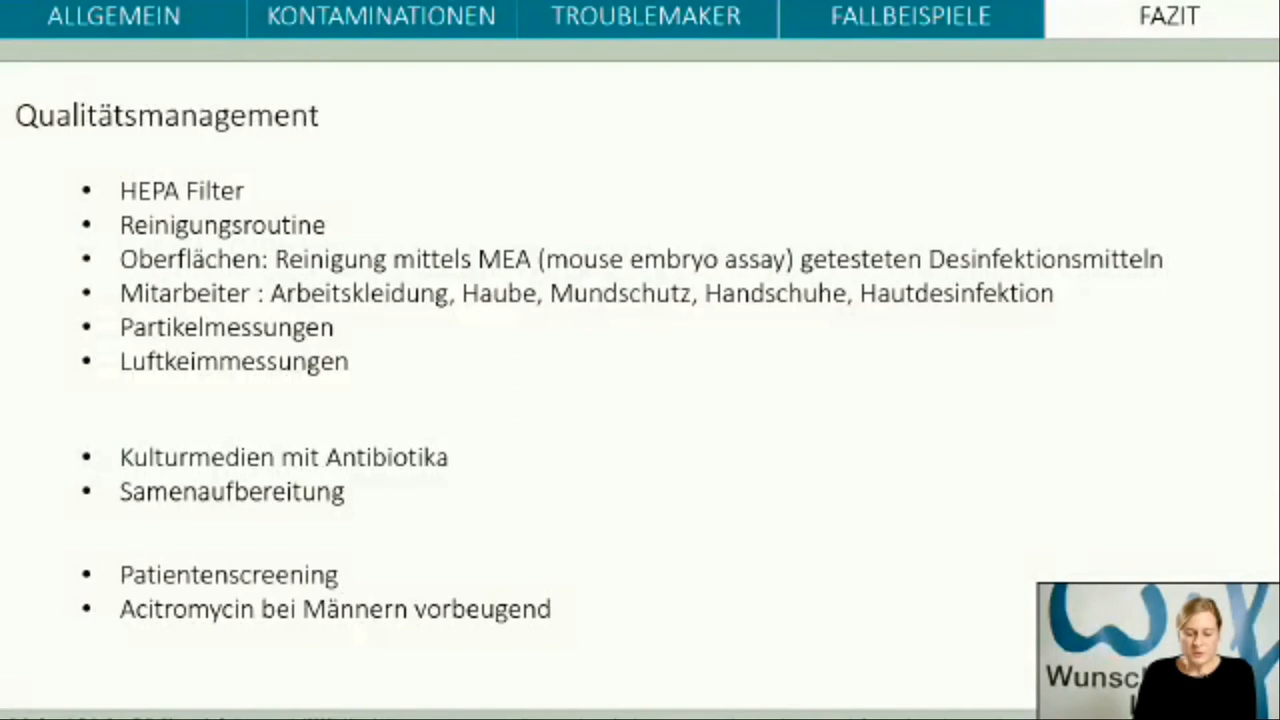 ALLGEMEIN KONTAMINATIONEN TROUBLEMAKER FALLBEISPIELE FAZIT
Qualitätsmanagement
• HEPA Filter
• Reinigungsroutine
• Oberflächen: Reinigung mittels MEA (mouse embryo assay) getesteten Desinfektionsmitteln
• Mitarbeiter : Arbeitskleidung, Haube, Mundschutz, Handschuhe, Hautdesinfektion
• Partikelmessungen
• Luftkeimmessungen
• Kulturmedien mit Antibiotika
• Samenaufbereitung
• Patientenscreening
• Acitromycin bei Männern vorbeugend